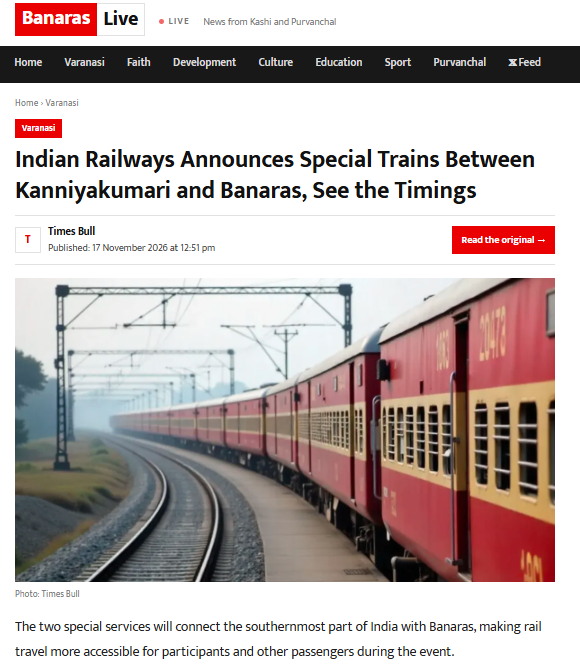 Banaras Live
LIVE
News from Kashi and Purvanchal
Home Varanasi Faith Development Culture Education Sport Purvanchal 𝕏 Feed
Home › Varanasi
Varanasi
Indian Railways Announces Special Trains Between
Kanniyakumari and Banaras, See the Timings
T
Times Bull
Published: 17 November 2026 at 12:51 pm
Read the original →
1063
20478
Photo: Times Bull
The two special services will connect the southernmost part of India with Banaras, making rail
travel more accessible for participants and other passengers during the event.